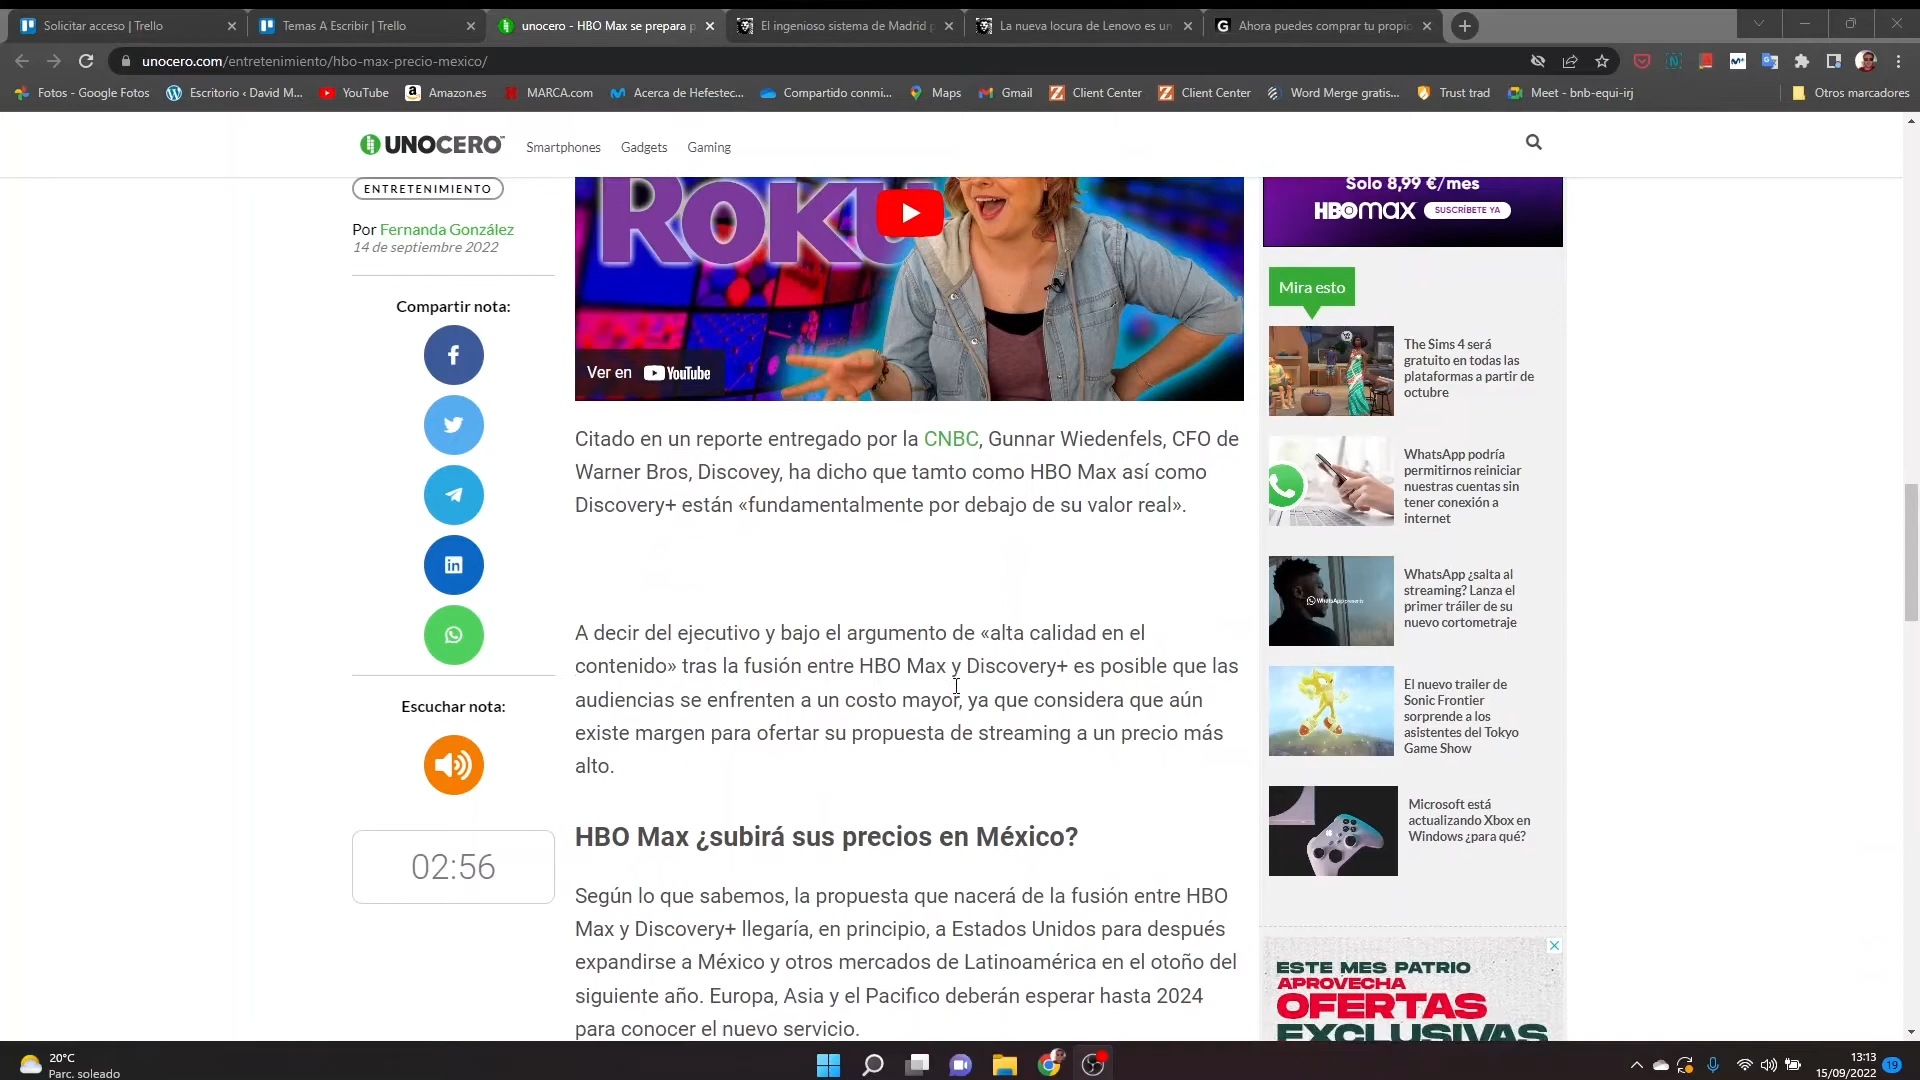 Solicitar acceso | Trello
Temas A Escribir | Trello
unocero - HBO Max se prepara p
El ingenioso sistema de Madrid p
La nueva locura de Lenovo es un
Ahora puedes comprar tu propio
unocero.com/entretenimiento/hbo-max-precio-mexico/
Fotos - Google Fotos
Escritorio ‹ David M...
YouTube
Amazon.es
MARCA.com
Acerca de Hefestec...
Compartido conmi...
Maps
Gmail
Client Center
Client Center
Word Merge gratis...
Trust trad
Meet - bnb-equi-irj
Otros marcadores
UNOCERO
Smartphones
Gadgets
Gaming
ENTRETENIMIENTO
Por Fernanda González
14 de septiembre 2022
Compartir nota:
Escuchar nota:
02:56
ROKU
Ver en YouTube
Citado en un reporte entregado por la CNBC, Gunnar Wiedenfels, CFO de
Warner Bros, Discovey, ha dicho que tamto como HBO Max así como
Discovery+ están «fundamentalmente por debajo de su valor real».
A decir del ejecutivo y bajo el argumento de «alta calidad en el
contenido» tras la fusión entre HBO Max y Discovery+ es posible que las
audiencias se enfrenten a un costo mayor, ya que considera que aún
existe margen para ofertar su propuesta de streaming a un precio más
alto.
HBO Max ¿subirá sus precios en México?
Según lo que sabemos, la propuesta que nacerá de la fusión entre HBO
Max y Discovery+ llegaría, en principio, a Estados Unidos para después
expandirse a México y otros mercados de Latinoamérica en el otoño del
siguiente año. Europa, Asia y el Pacifico deberán esperar hasta 2024
para conocer el nuevo servicio.
Solo 8,99 €/mes
HBOmax SUSCRÍBETE YA
Mira esto
The Sims 4 será
gratuito en todas las
plataformas a partir de
octubre
WhatsApp podría
permitirnos reiniciar
nuestras cuentas sin
tener conexión a
internet
WhatsApp ¿salta al
streaming? Lanza el
primer tráiler de su
nuevo cortometraje
El nuevo trailer de
Sonic Frontier
sorprende a los
asistentes del Tokyo
Game Show
Microsoft está
actualizando Xbox en
Windows ¿para qué?
ESTE MES PATRIO
APROVECHA
OFERTAS
EXCLUSIVAS
20°C
Parc. soleado
13:13
15/09/2022
19